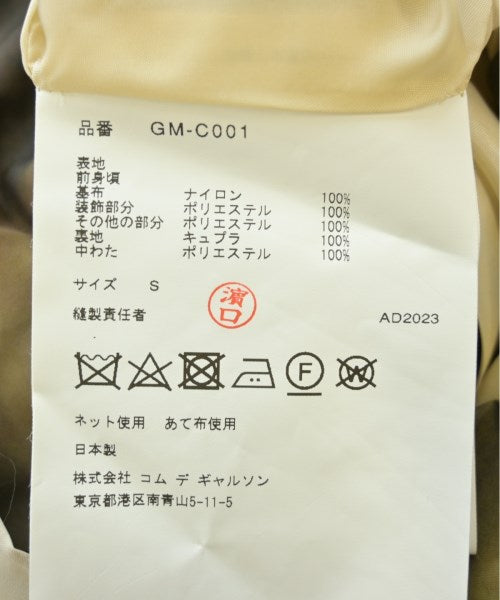 品番 GM-C001
表地
前身頃
基布 ナイロン 100%
装飾部分 ポリエステル 100%
その他の部分 ポリエステル 100%
裏地 キュプラ 100%
中わた ポリエステル 100%
サイズ S
縫製責任者 濱口 AD2023
F W
ネット使用 あて布使用
日本製
株式会社 コム デ ギャルソン
東京都港区南青山5-11-5